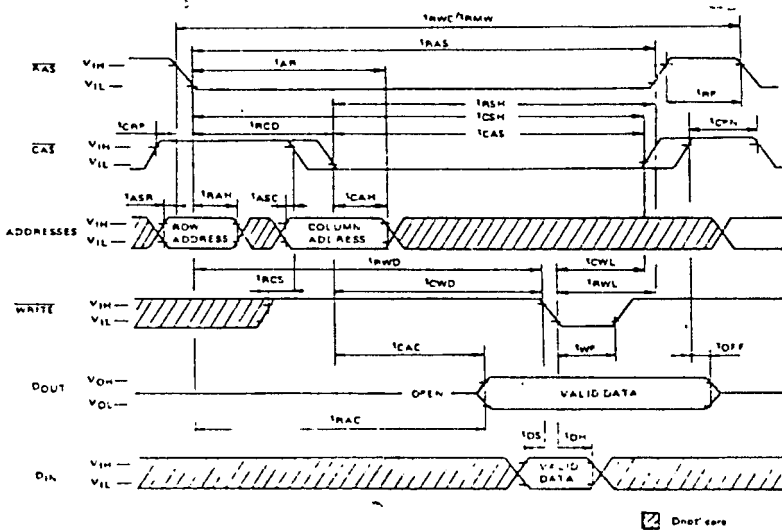 tRWC/tRMW
tRAS
tAR
RAS
VIH
VIL
tRP
tRSH
tCSH
tCRP
tRCD
tCAS
tCPN
CAS
VIH
VIL
tASR
tRAH
tASC
tCAH
ADDRESSES
VIH
VIL
ROW
ADDRESS
COLUMN
ADDRESS
tRWD
tCWL
tRCS
tCWD
tRWL
WRITE
VIH
VIL
tWP
tCAC
tOFF
DOUT
VOH
VOL
OPEN
VALID DATA
tRAC
tDS
tDH
DIN
VIH
VIL
VALID
DATA
Dnot' care